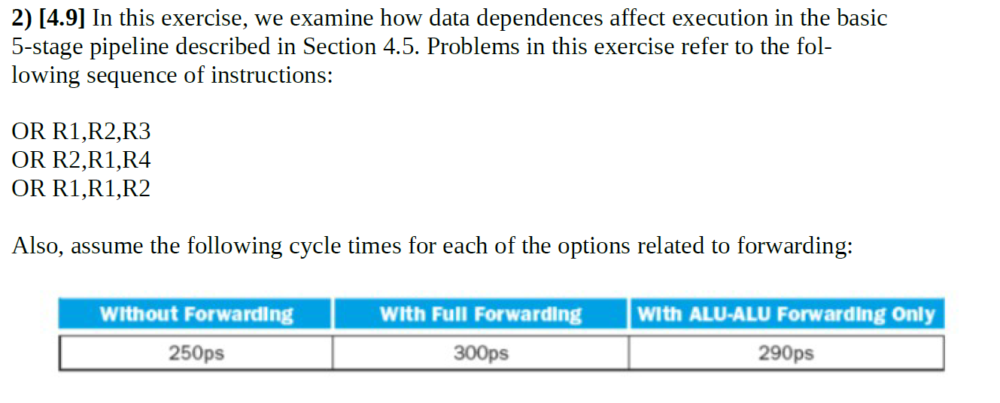 2) [4.9] In this exercise, we examine how data dependences affect execution in the basic
5-stage pipeline described in Section 4.5. Problems in this exercise refer to the fol-
lowing sequence of instructions:
OR R1,R2,R3
OR R2,R1,R4
OR R1,R1,R2
Also, assume the following cycle times for each of the options related to forwarding:
Without Forwarding With Full Forwarding With ALU-ALU Forwarding Only
250ps 300ps 290ps